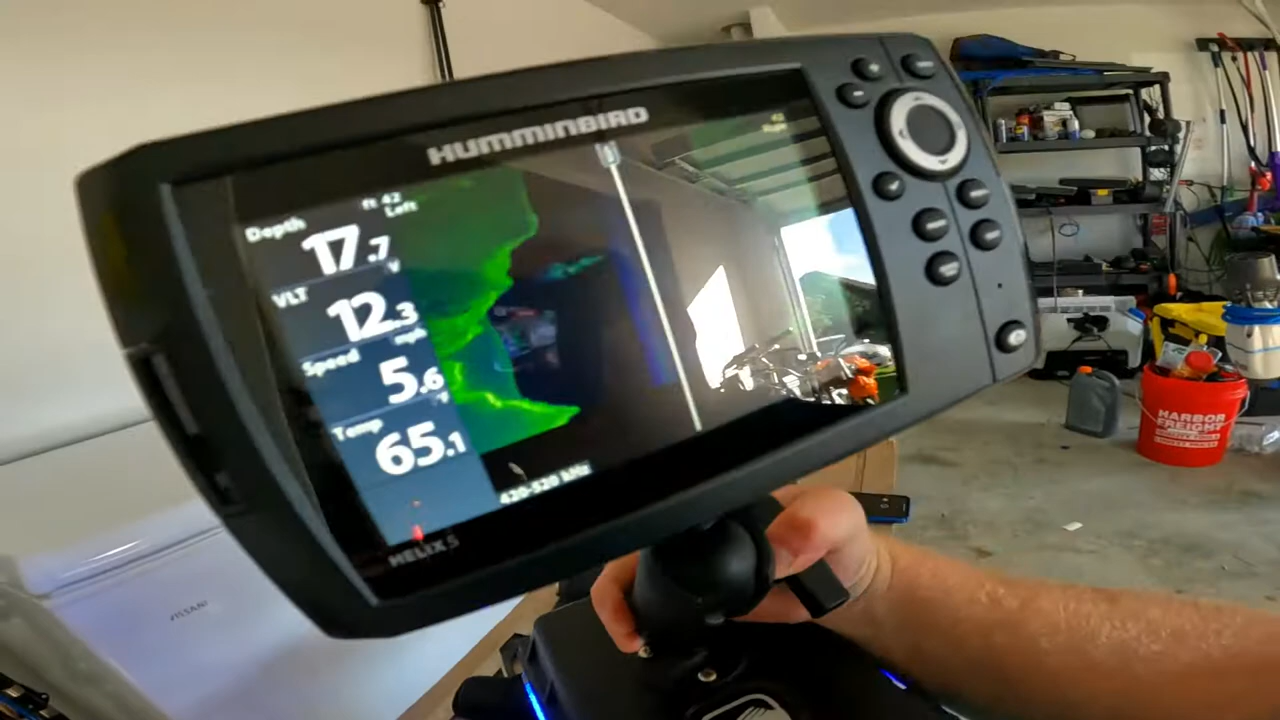 HUMMINBIRD
ft 42
Left
Depth
17.7
V
VLT
12.3
mph
Speed
5.6
°F
Temp
65.1
420-520 kHz
HELIX 5
VISSANI
HARBOR
FREIGHT